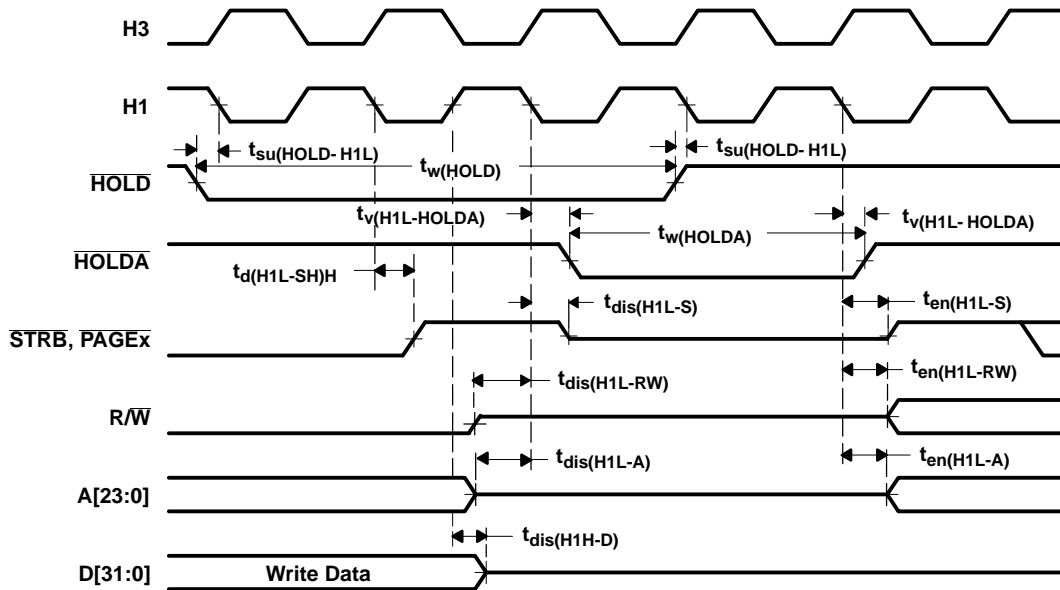 H3
H1
tsu(HOLD- H1L)
tsu(HOLD- H1L)
tw(HOLD)
HOLD
tv(H1L-HOLDA)
tv(H1L- HOLDA)
tw(HOLDA)
HOLDA
td(H1L-SH)H
tdis(H1L-S)
ten(H1L-S)
STRB, PAGEx
tdis(H1L-RW)
ten(H1L-RW)
R/W
tdis(H1L-A)
ten(H1L-A)
A[23:0]
tdis(H1H-D)
D[31:0]
Write Data